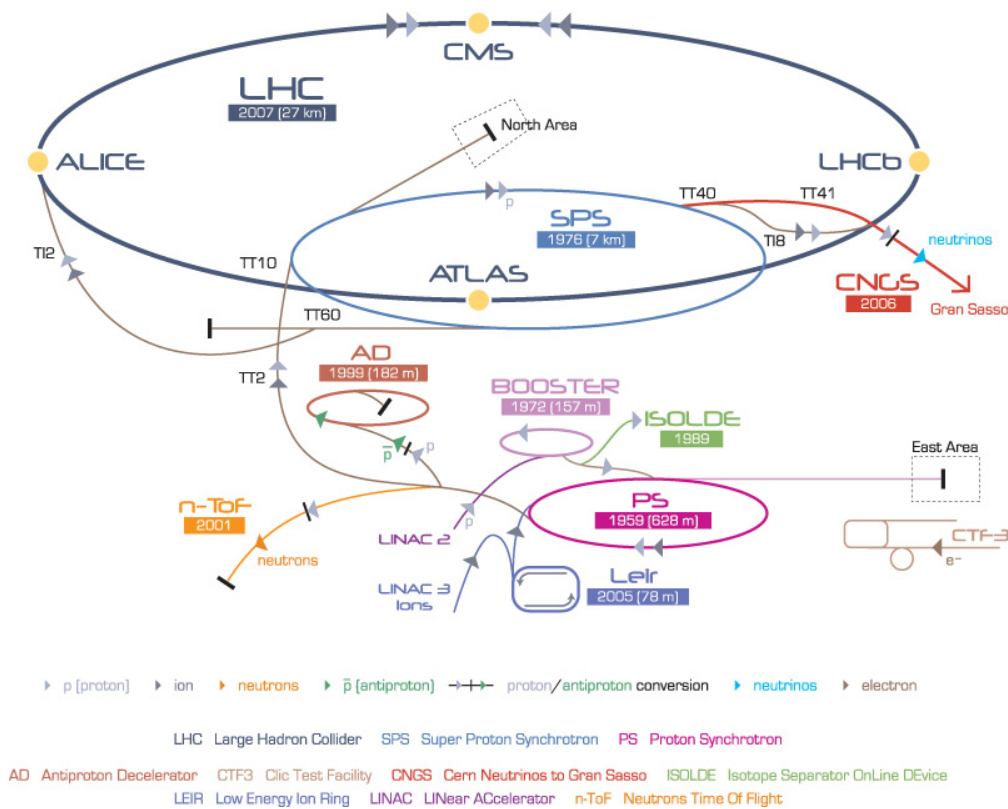 CMS
LHC
2007 (27 km)
North Area
ALICE
LHCb
TT40
TT41
SPS
p
1976 (7 km)
TI8
TI2
TT10
neutrinos
ATLAS
CNGS
2006
Gran Sasso
TT60
AD
1999 (182 m)
TT2
BOOSTER
1972 (157 m)
ISOLDE
1989
p̅
p
East Area
n-ToF
2001
PS
1959 (628 m)
p
LINAC 2
neutrons
CTF-3
e-
LINAC 3
Ions
LeIr
2005 (78 m)
p [proton] ion neutrons p̅ [antiproton] proton/antiproton conversion neutrinos electron
LHC Large Hadron Collider SPS Super Proton Synchrotron PS Proton Synchrotron
AD Antiproton Decelerator CTF3 Clic Test Facility CNGS Cern Neutrinos to Gran Sasso ISOLDE Isotope Separator OnLine DEvice
LEIR Low Energy Ion Ring LINAC LINear ACcelerator n-ToF Neutrons Time Of Flight